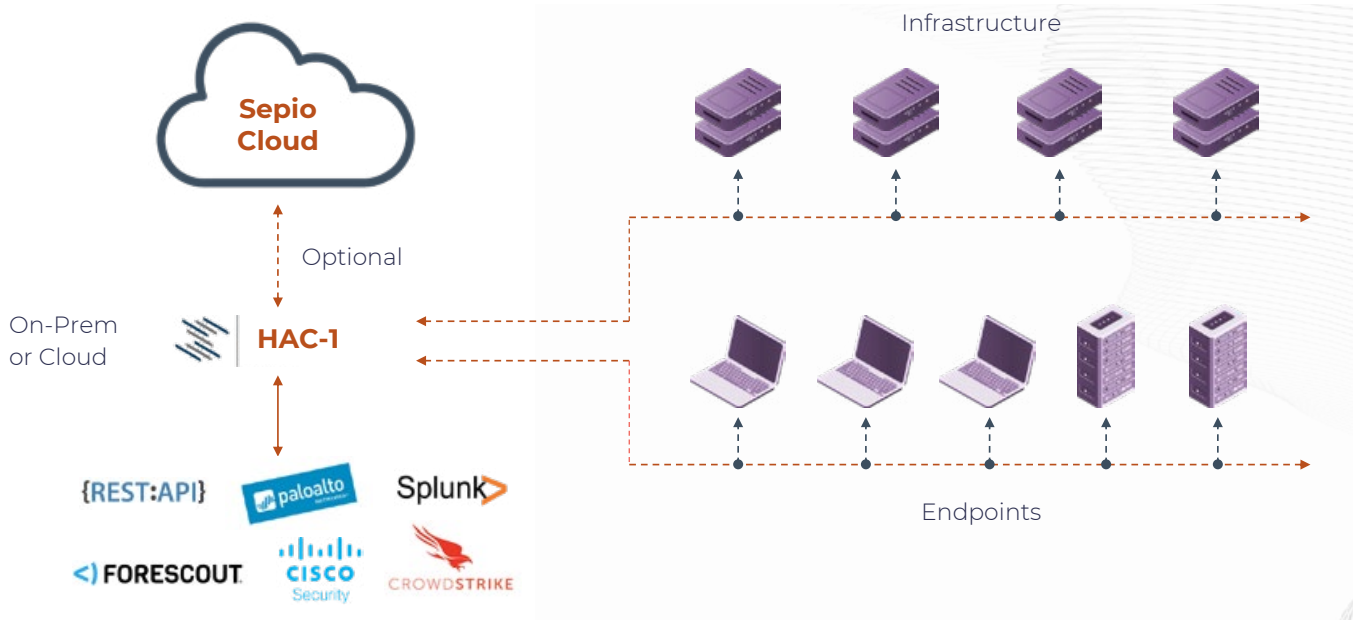 Infrastructure
Sepio
Cloud
Optional
On-Prem
or Cloud
HAC-1
{REST:API}
paloalto
NETWORKS
Splunk>
<) FORESCOUT.
CISCO
Security
CROWDSTRIKE
Endpoints